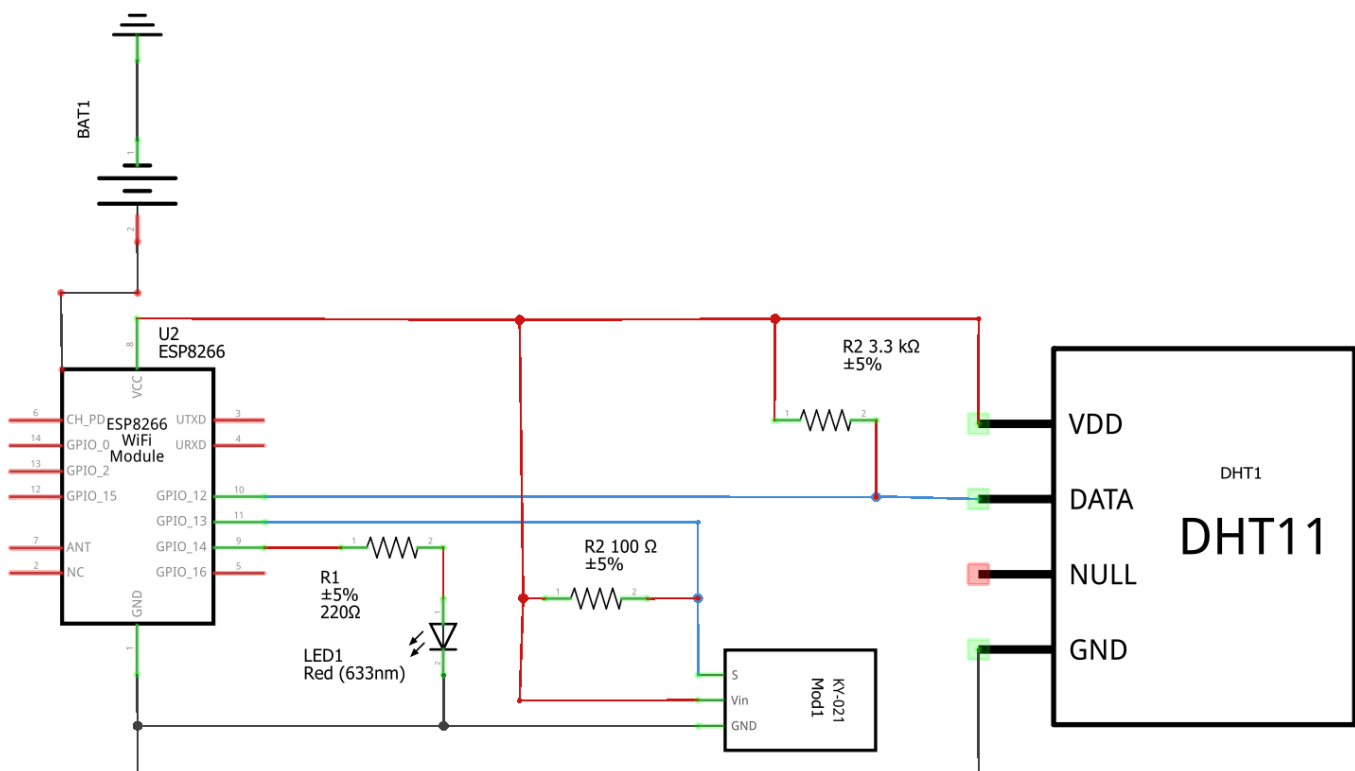 BAT1
1
2
U2
ESP8266
8
VCC
ESP8266
WiFi
Module
6
CH_PD
14
GPIO_0
13
GPIO_2
12
GPIO_15
7
ANT
2
NC
UTXD
3
URXD
4
GPIO_12
10
GPIO_13
11
GPIO_14
9
GPIO_16
5
GND
1
1
2
R1
±5%
220Ω
1
2
LED1
Red (633nm)
R2 100 Ω
±5%
1
2
R2 3.3 kΩ
±5%
1
2
S
Vin
GND
KY-021
Mod1
VDD
DATA
NULL
GND
DHT1
DHT11